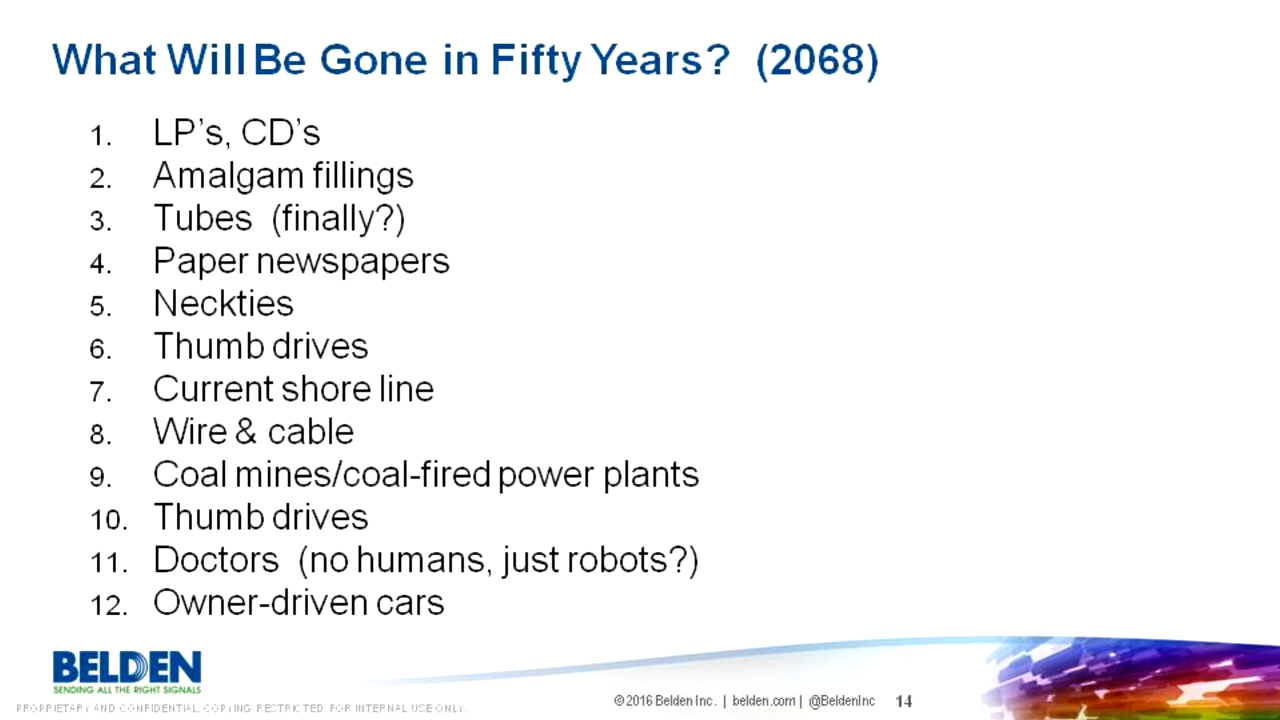 What Will Be Gone in Fifty Years? (2068)
1. LP's, CD's
2. Amalgam fillings
3. Tubes (finally?)
4. Paper newspapers
5. Neckties
6. Thumb drives
7. Current shore line
8. Wire & cable
9. Coal mines/coal-fired power plants
10. Thumb drives
11. Doctors (no humans, just robots?)
12. Owner-driven cars
BELDEN
SENDING ALL THE RIGHT SIGNALS
PROPRIETARY AND CONFIDENTIAL. COPYING RESTRICTED. FOR INTERNAL USE ONLY.
© 2016 Belden Inc. | belden.com | @BeldenInc 14